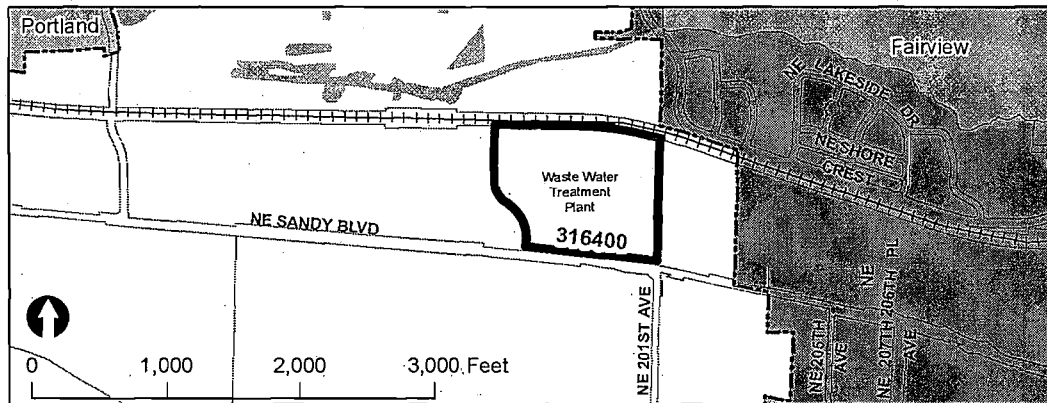 Portland
Fairview
NE LAKESIDE DR
NE SHORE
CREST
Waste Water
Treatment
Plant
316400
NE SANDY BLVD
NE 201ST AVE
NE 206TH
AVE
NE 207TH
AVE
NE
206TH PL
0 1,000 2,000 3,000 Feet